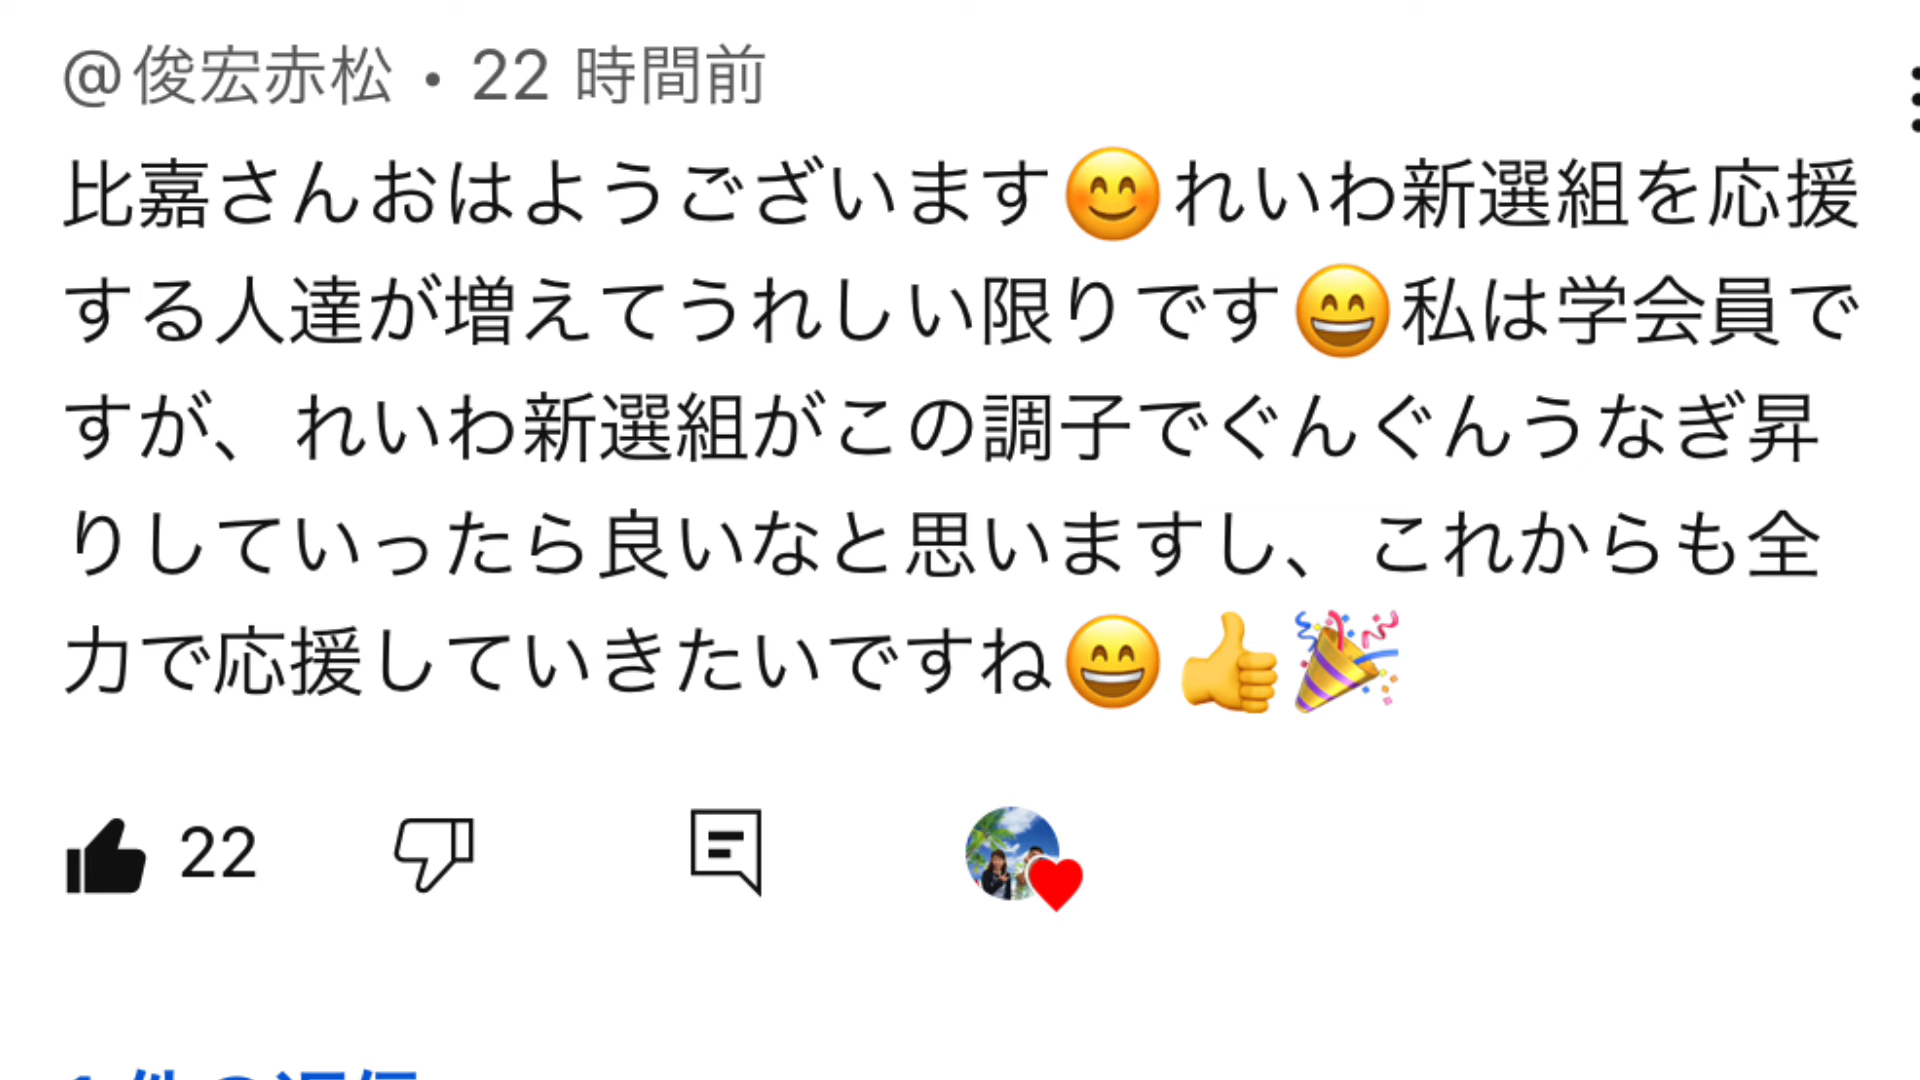 @俊宏赤松・22 時間前
比嘉さんおはようございます😊れいわ新選組を応援
する人達が増えてうれしい限りです😄私は学会員で
すが、れいわ新選組がこの調子でぐんぐんうなぎ昇
りしていったら良いなと思いますし、これからも全
力で応援していきたいですね😄👍🎉
22